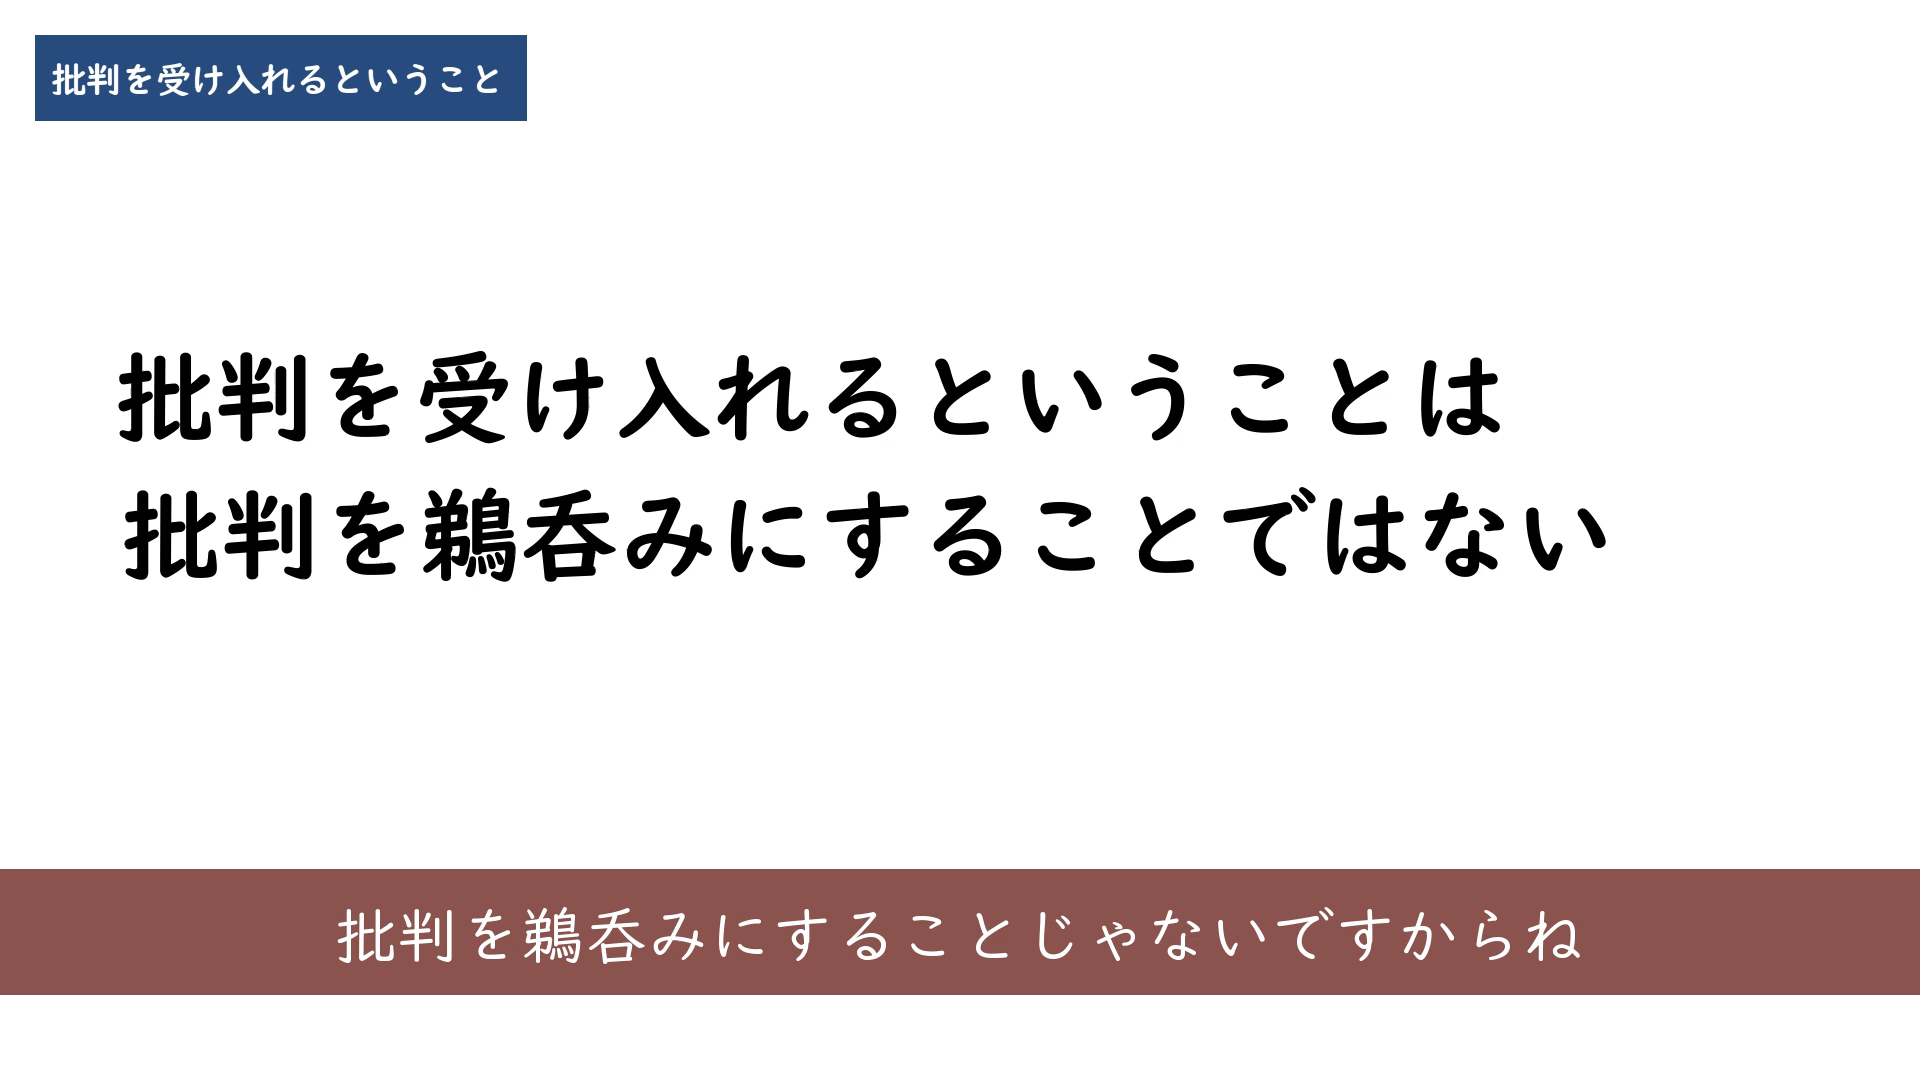 批判を受け入れるということ
批判を受け入れるということは
批判を鵜呑みにすることではない
批判を鵜呑みにすることじゃないですからね